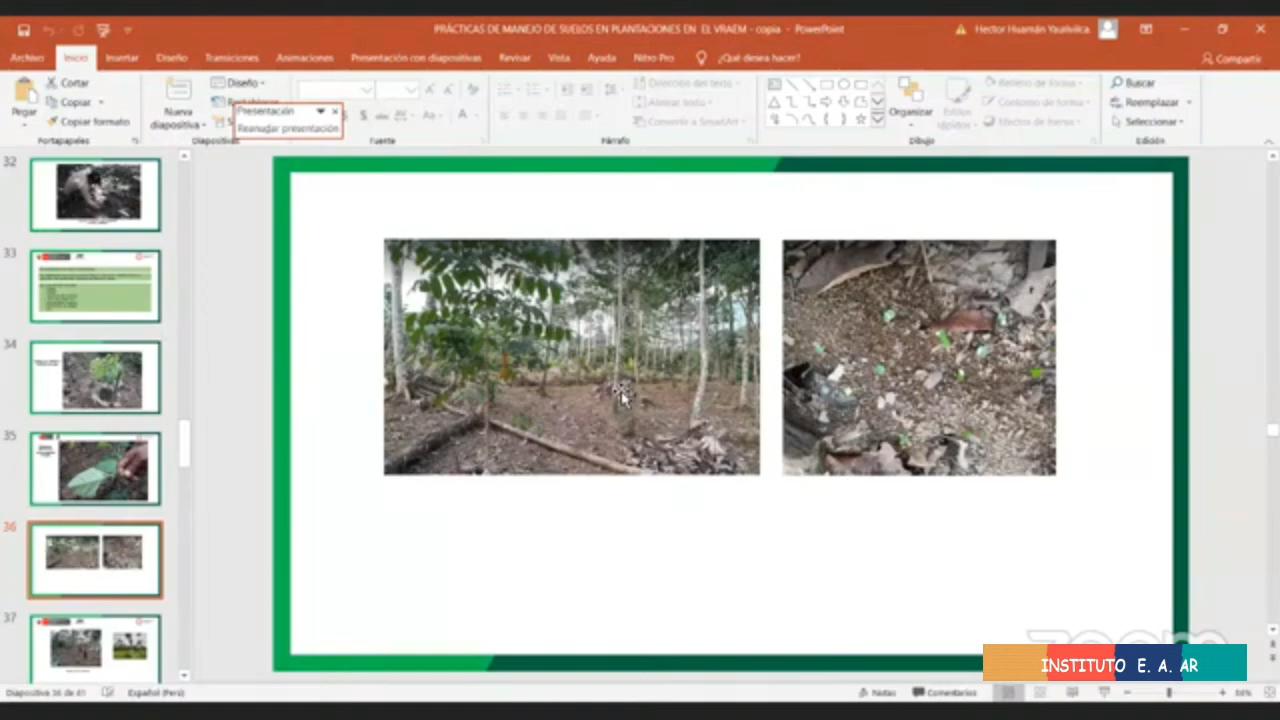 PRÁCTICAS DE MANEJO DE SUELOS EN PLANTACIONES EN EL VRAEM - copia - PowerPoint
Hector Huamán Yaurivilca
Archivo Inicio Insertar Diseño Transiciones Animaciones Presentación con diapositivas Revisar Vista Ayuda Nitro Pro ¿Qué desea hacer? Compartir
Pegar
Cortar
Copiar
Copiar formato
Portapapeles
Nueva diapositiva
Diseño
Presentación
Reanudar presentación
Fuente
Dirección del texto
Alinear texto
Convertir a SmartArt
Párrafo
Organizar
Estilos rápidos
Relleno de forma
Contorno de forma
Efectos de forma
Dibujo
Buscar
Reemplazar
Seleccionar
Edición
32
33
34
35
36
37
zoom
INSTITUTO E. A. AR
Diapositiva 36 de 41
Español (Perú)
Notas
Comentarios